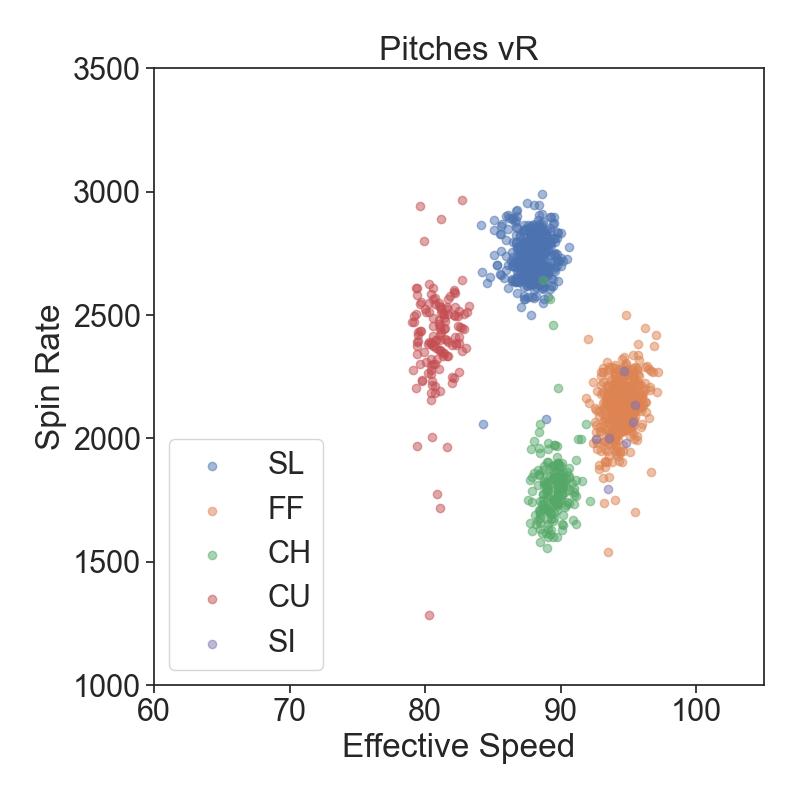 Pitches vR
3500
3000
2500
2000
1500
1000
Spin Rate
SL
FF
CH
CU
SI
60 70 80 90 100
Effective Speed